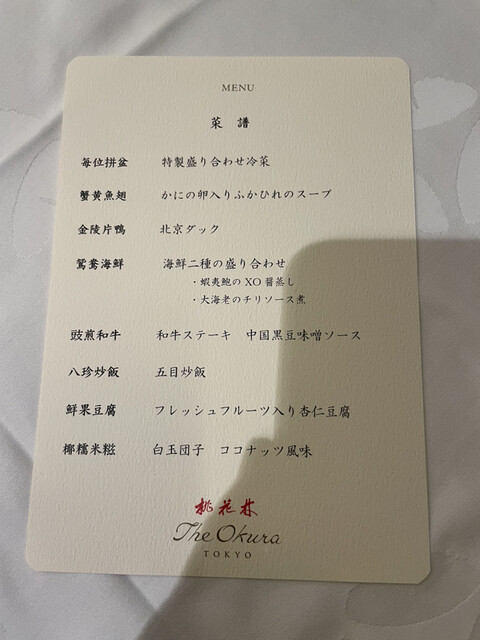 MENU
菜 譜
毎位拼盆 特製盛り合わせ冷菜
蟹黄魚翅 かにの卵入りふかひれのスープ
金陵片鴨 北京ダック
鴛鴦海鮮 海鮮二種の盛り合わせ
・蝦夷鮑のXO醤蒸し
・大海老のチリソース煮
豉煎和牛 和牛ステーキ 中国黒豆味噌ソース
八珍炒飯 五目炒飯
鮮果豆腐 フレッシュフルーツ入り杏仁豆腐
椰糯米糍 白玉団子 ココナッツ風味
桃花林
The Okura
TOKYO